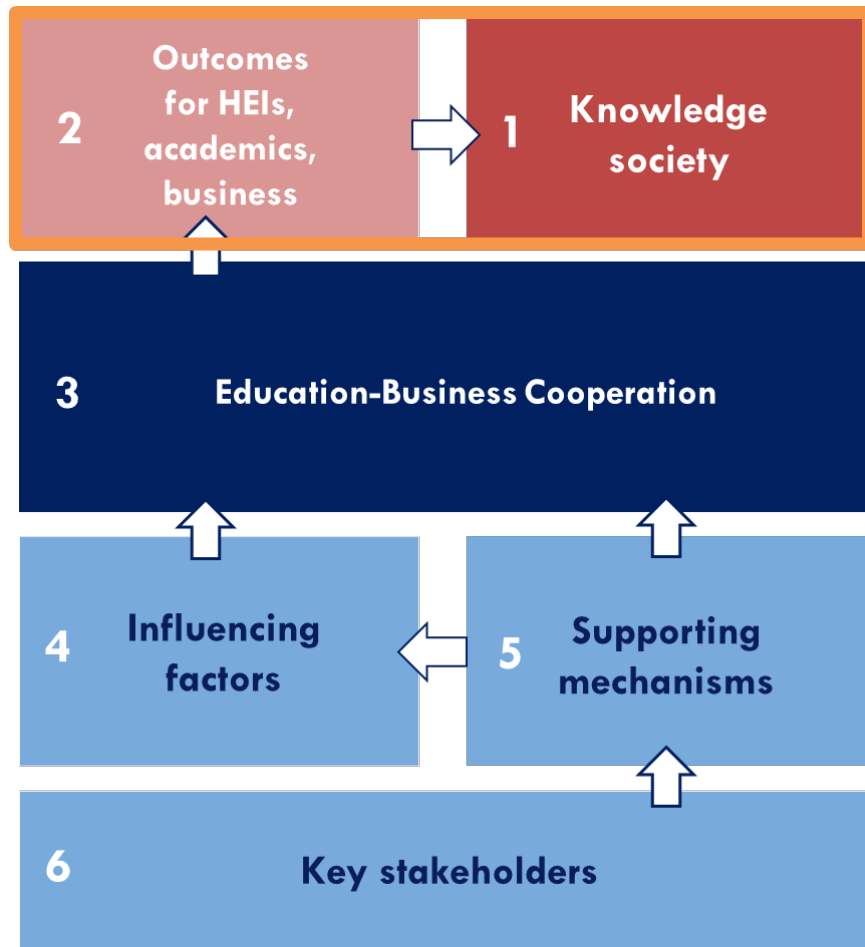 2
Outcomes
for HEIs,
academics,
business
1
Knowledge
society
3
Education-Business Cooperation
4
Influencing
factors
5
Supporting
mechanisms
6
Key stakeholders